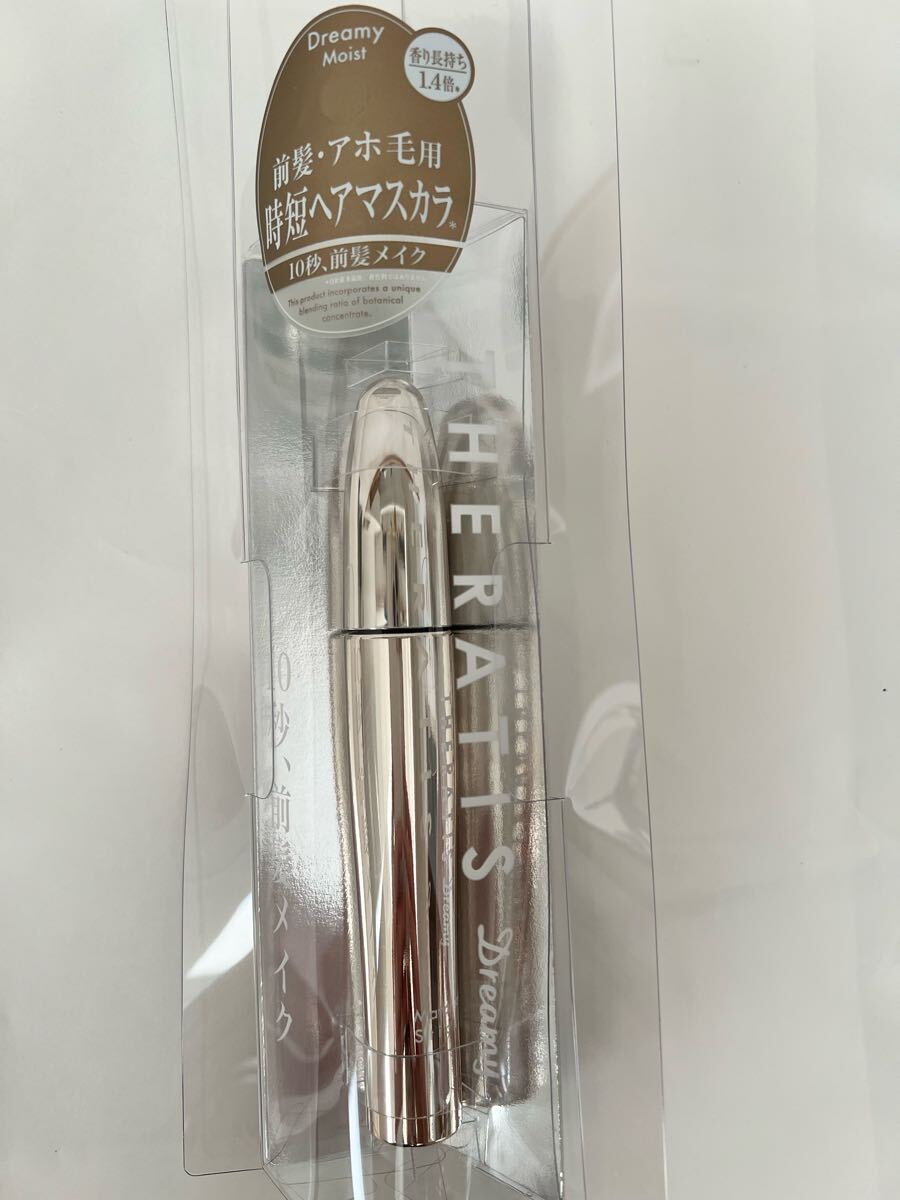 Dreamy
Moist
香り長持ち
1.4倍*
前髪・アホ毛用
時短ヘアマスカラ*
10秒、前髪メイク
This product incorporates a unique
blending ratio of botanical
concentrate.
THERATIS Dreamy
10秒、前髪メイク